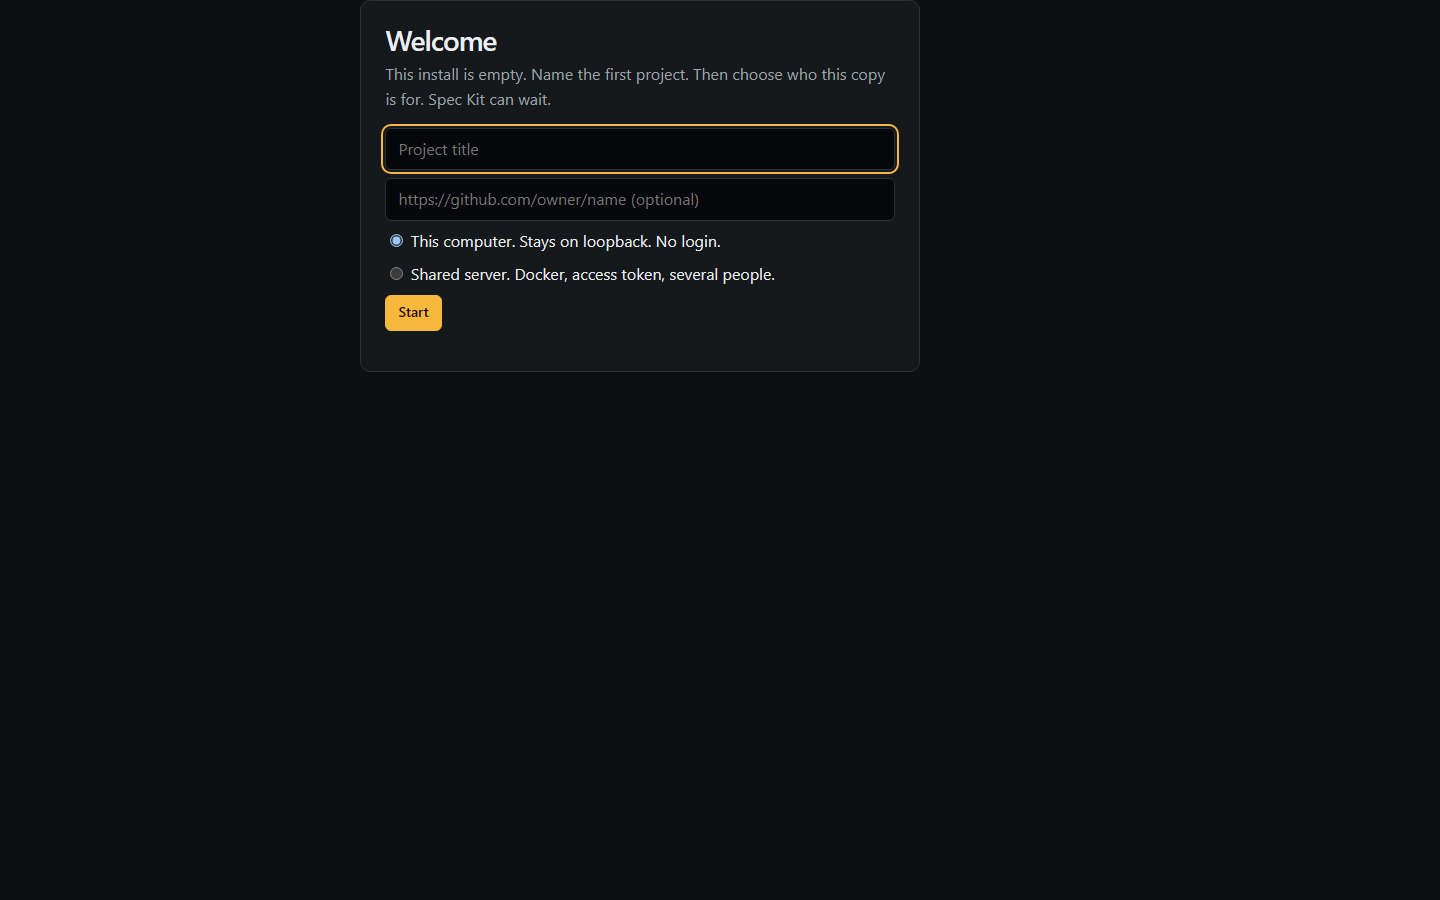 Welcome
This install is empty. Name the first project. Then choose who this copy
is for. Spec Kit can wait.
Project title
https://github.com/owner/name (optional)
This computer. Stays on loopback. No login.
Shared server. Docker, access token, several people.
Start